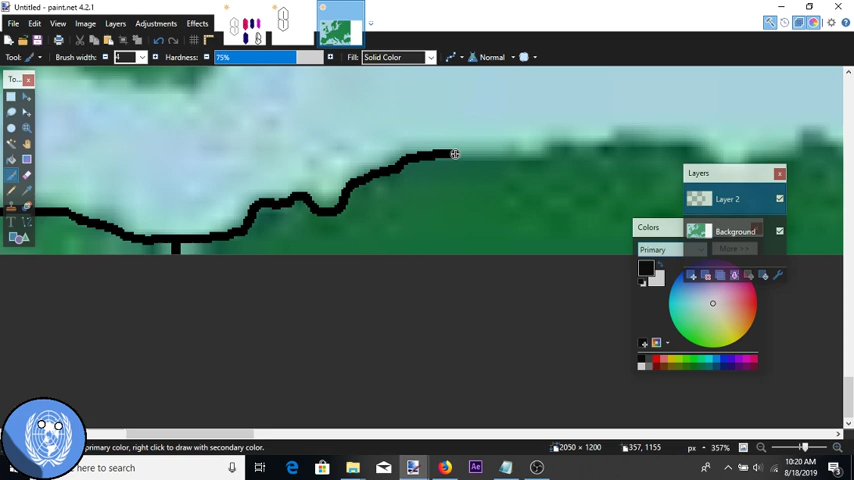 Untitled - paint.net 4.2.1
File Edit View Image Layers Adjustments Effects
Tool: Brush width: 4 Hardness: 75% Fill: Solid Color Normal
To... x
Layers x
Layer 2
Background
Colors
Primary More >>
primary color, right click to draw with secondary color.
2050 × 1200 357, 1155 px 357%
here to search
Ae
10:20 AM
8/18/2019